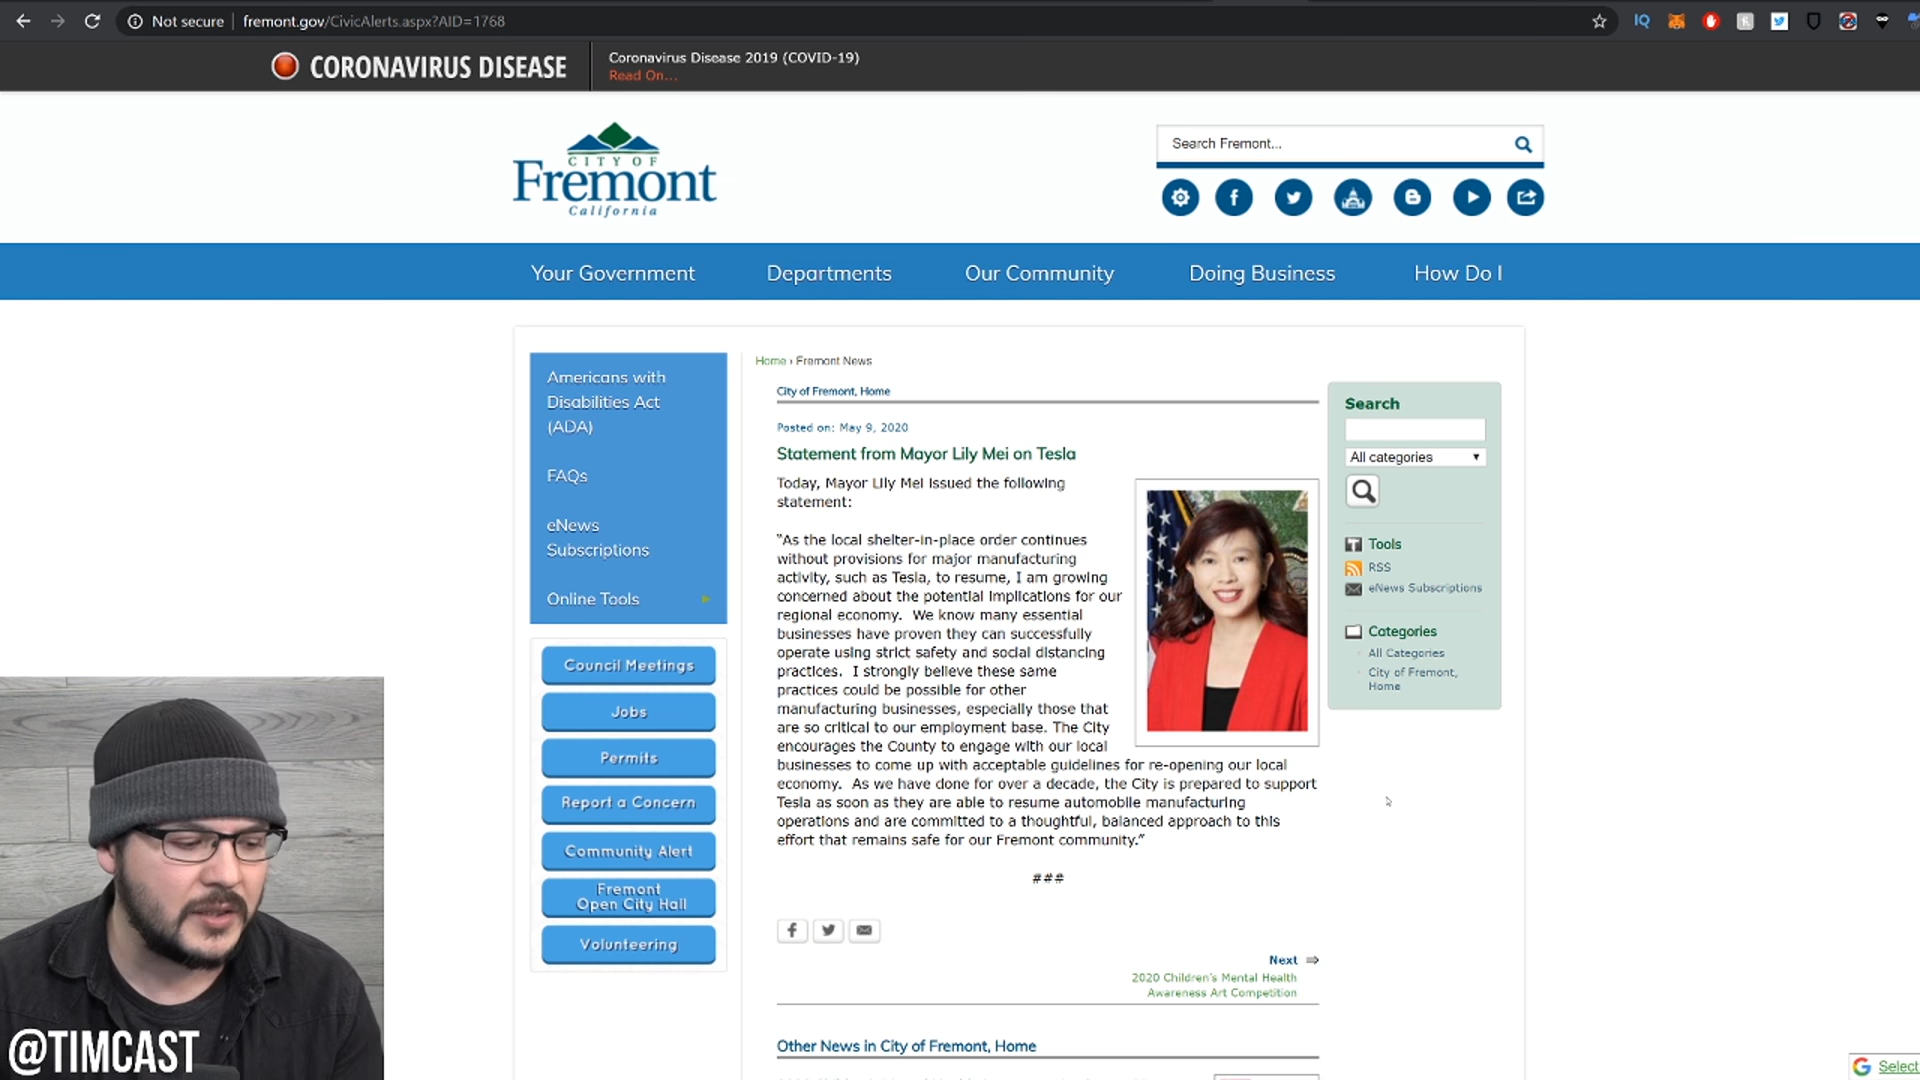 Not secure fremont.gov/CivicAlerts.aspx?AID=1768
CORONAVIRUS DISEASE
Coronavirus Disease 2019 (COVID-19)
Read On...
CITY OF
Fremont
California
Search Fremont...
Your Government Departments Our Community Doing Business How Do I
Americans with
Disabilities Act
(ADA)
FAQs
eNews
Subscriptions
Online Tools
Council Meetings
Jobs
Permits
Report a Concern
Community Alert
Fremont
Open City Hall
Volunteering
Home › Fremont News
City of Fremont, Home
Posted on: May 9, 2020
Statement from Mayor Lily Mei on Tesla
Today, Mayor Lily Mei issued the following
statement:
"As the local shelter-in-place order continues
without provisions for major manufacturing
activity, such as Tesla, to resume, I am growing
concerned about the potential implications for our
regional economy. We know many essential
businesses have proven they can successfully
operate using strict safety and social distancing
practices. I strongly believe these same
practices could be possible for other
manufacturing businesses, especially those that
are so critical to our employment base. The City
encourages the County to engage with our local
businesses to come up with acceptable guidelines for re-opening our local
economy. As we have done for over a decade, the City is prepared to support
Tesla as soon as they are able to resume automobile manufacturing
operations and are committed to a thoughtful, balanced approach to this
effort that remains safe for our Fremont community."
###
Next
2020 Children's Mental Health
Awareness Art Competition
Other News in City of Fremont, Home
Search
All categories
Tools
RSS
eNews Subscriptions
Categories
All Categories
City of Fremont,
Home
@TIMCAST
Select